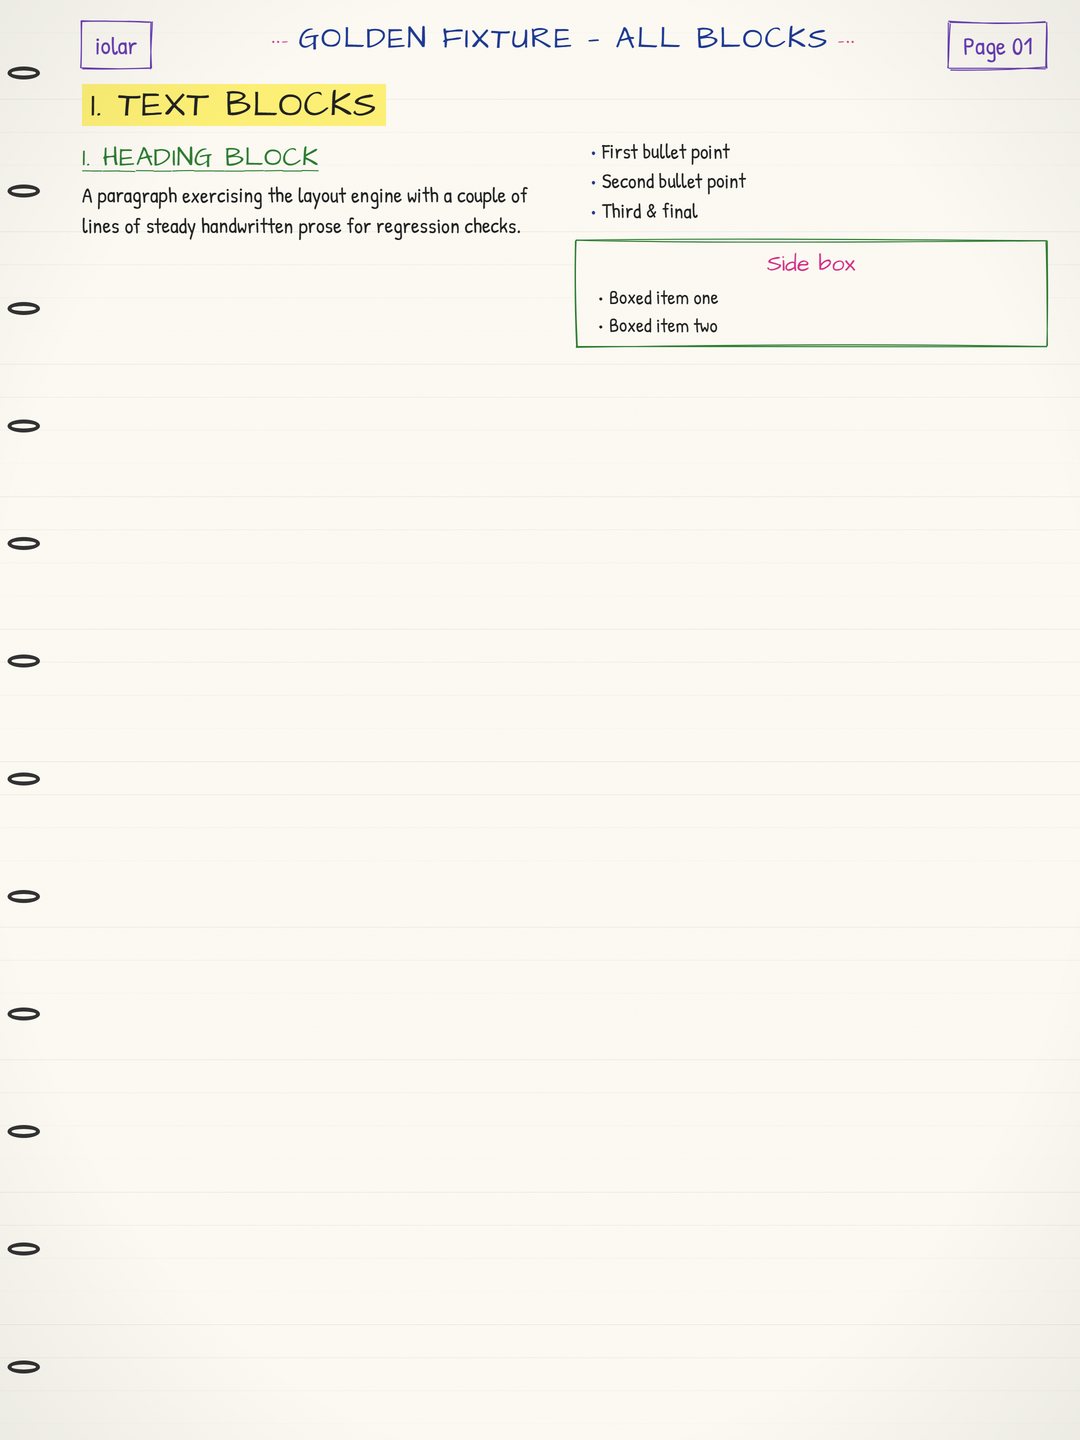 iolar
GOLDEN FIXTURE - ALL BLOCKS
Page 01
1. TEXT BLOCKS
1. HEADING BLOCK
A paragraph exercising the layout engine with a couple of
lines of steady handwritten prose for regression checks.
• First bullet point
• Second bullet point
• Third & final
Side box
• Boxed item one
• Boxed item two